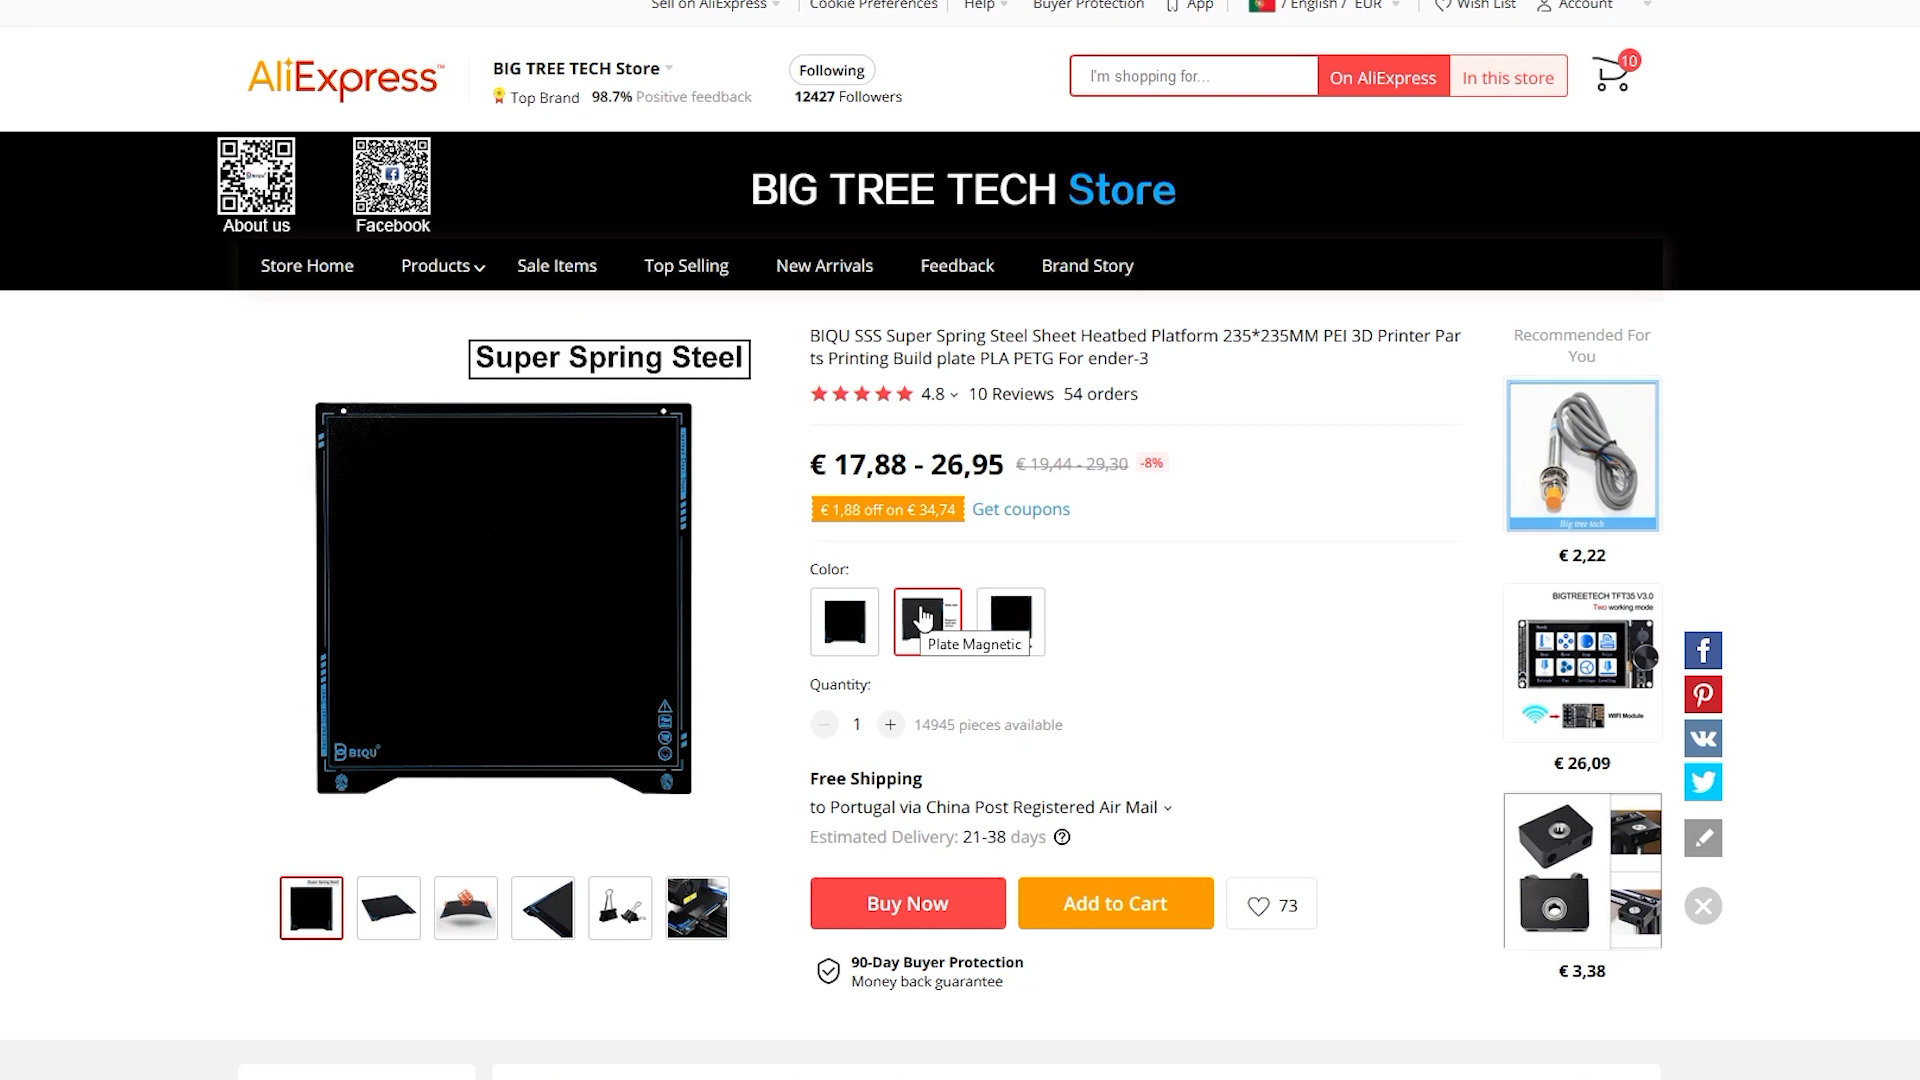 Sell on AliExpress
Cookie Preferences
Help
Buyer Protection
App
/ English / EUR
Wish List
Account
AliExpress™
BIG TREE TECH Store
Top Brand 98.7% Positive feedback
Following
12427 Followers
I'm shopping for...
On AliExpress
In this store
10
About us
Facebook
BIG TREE TECH Store
Store Home
Products
Sale Items
Top Selling
New Arrivals
Feedback
Brand Story
Super Spring Steel
BIQU®
BIQU SSS Super Spring Steel Sheet Heatbed Platform 235*235MM PEI 3D Printer Par
ts Printing Build plate PLA PETG For ender-3
4.8 10 Reviews 54 orders
€ 17,88 - 26,95 € 19,44 - 29,30 -8%
€ 1,88 off on € 34,74 Get coupons
Color:
Plate Magnetic
Quantity:
1 14945 pieces available
Free Shipping
to Portugal via China Post Registered Air Mail
Estimated Delivery: 21-38 days
Buy Now
Add to Cart
73
90-Day Buyer Protection
Money back guarantee
Recommended For
You
Big tree tech
€ 2,22
BIGTREETECH TFT35 V3.0
Two working mode
WIFI Module
€ 26,09
€ 3,38